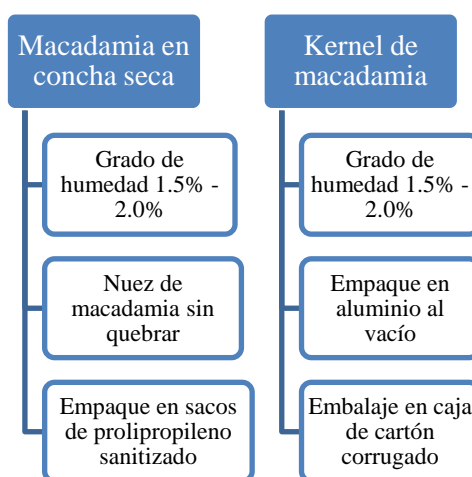 Macadamia en
concha seca
Grado de
humedad 1.5% -
2.0%
Nuez de
macadamia sin
quebrar
Empaque en sacos
de prolipropileno
sanitizado
Kernel de
macadamia
Grado de
humedad 1.5% -
2.0%
Empaque en
aluminio al
vacío
Embalaje en caja
de cartón
corrugado